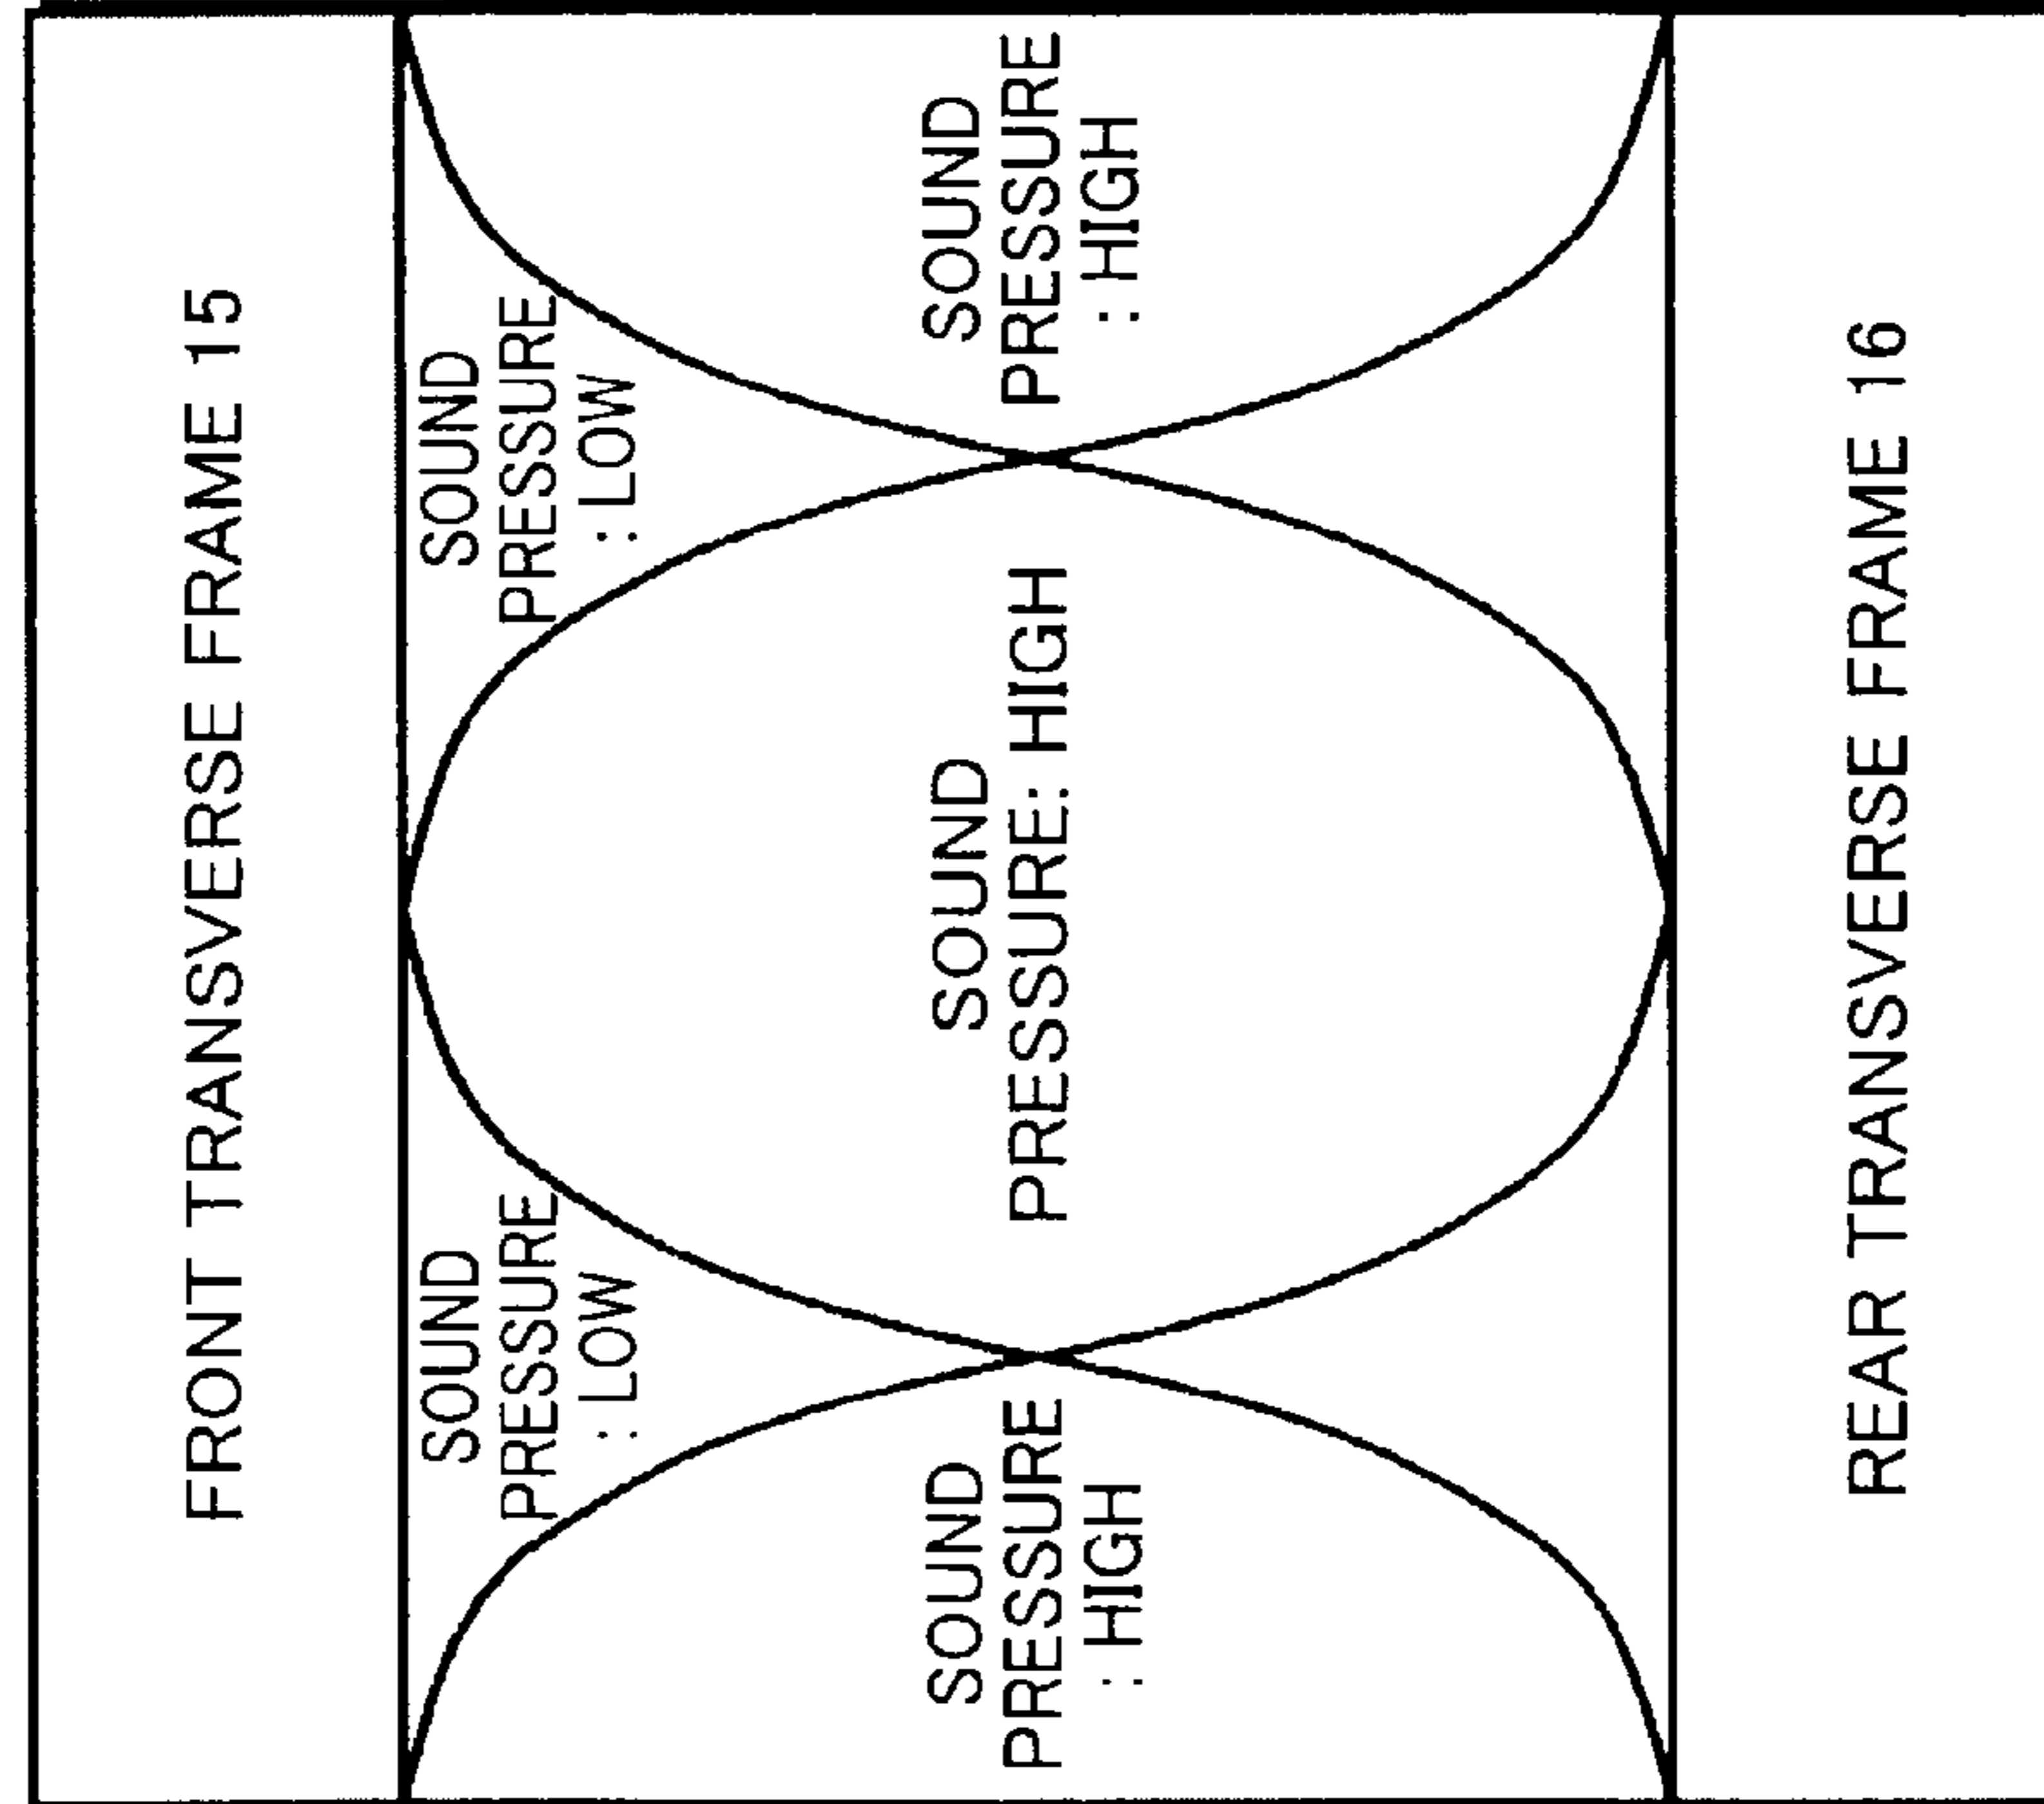 FRONT TRANSVERSE FRAME 15
SOUND
PRESSURE
: LOW
SOUND
PRESSURE
: LOW
SOUND
PRESSURE
: HIGH
SOUND
PRESSURE: HIGH
SOUND
PRESSURE
: HIGH
REAR TRANSVERSE FRAME 16